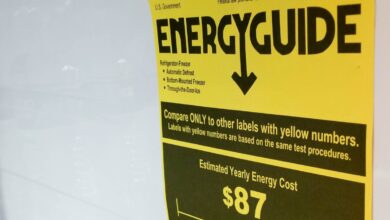 U.S. Government
ENERGYGUIDE
Refrigerator-Freezer
• Automatic Defrost
• Bottom-Mounted Freezer
• Through-the-Door-Ice
Compare ONLY to other labels with yellow numbers.
Labels with yellow numbers are based on the same test procedures.
Estimated Yearly Energy Cost
$87